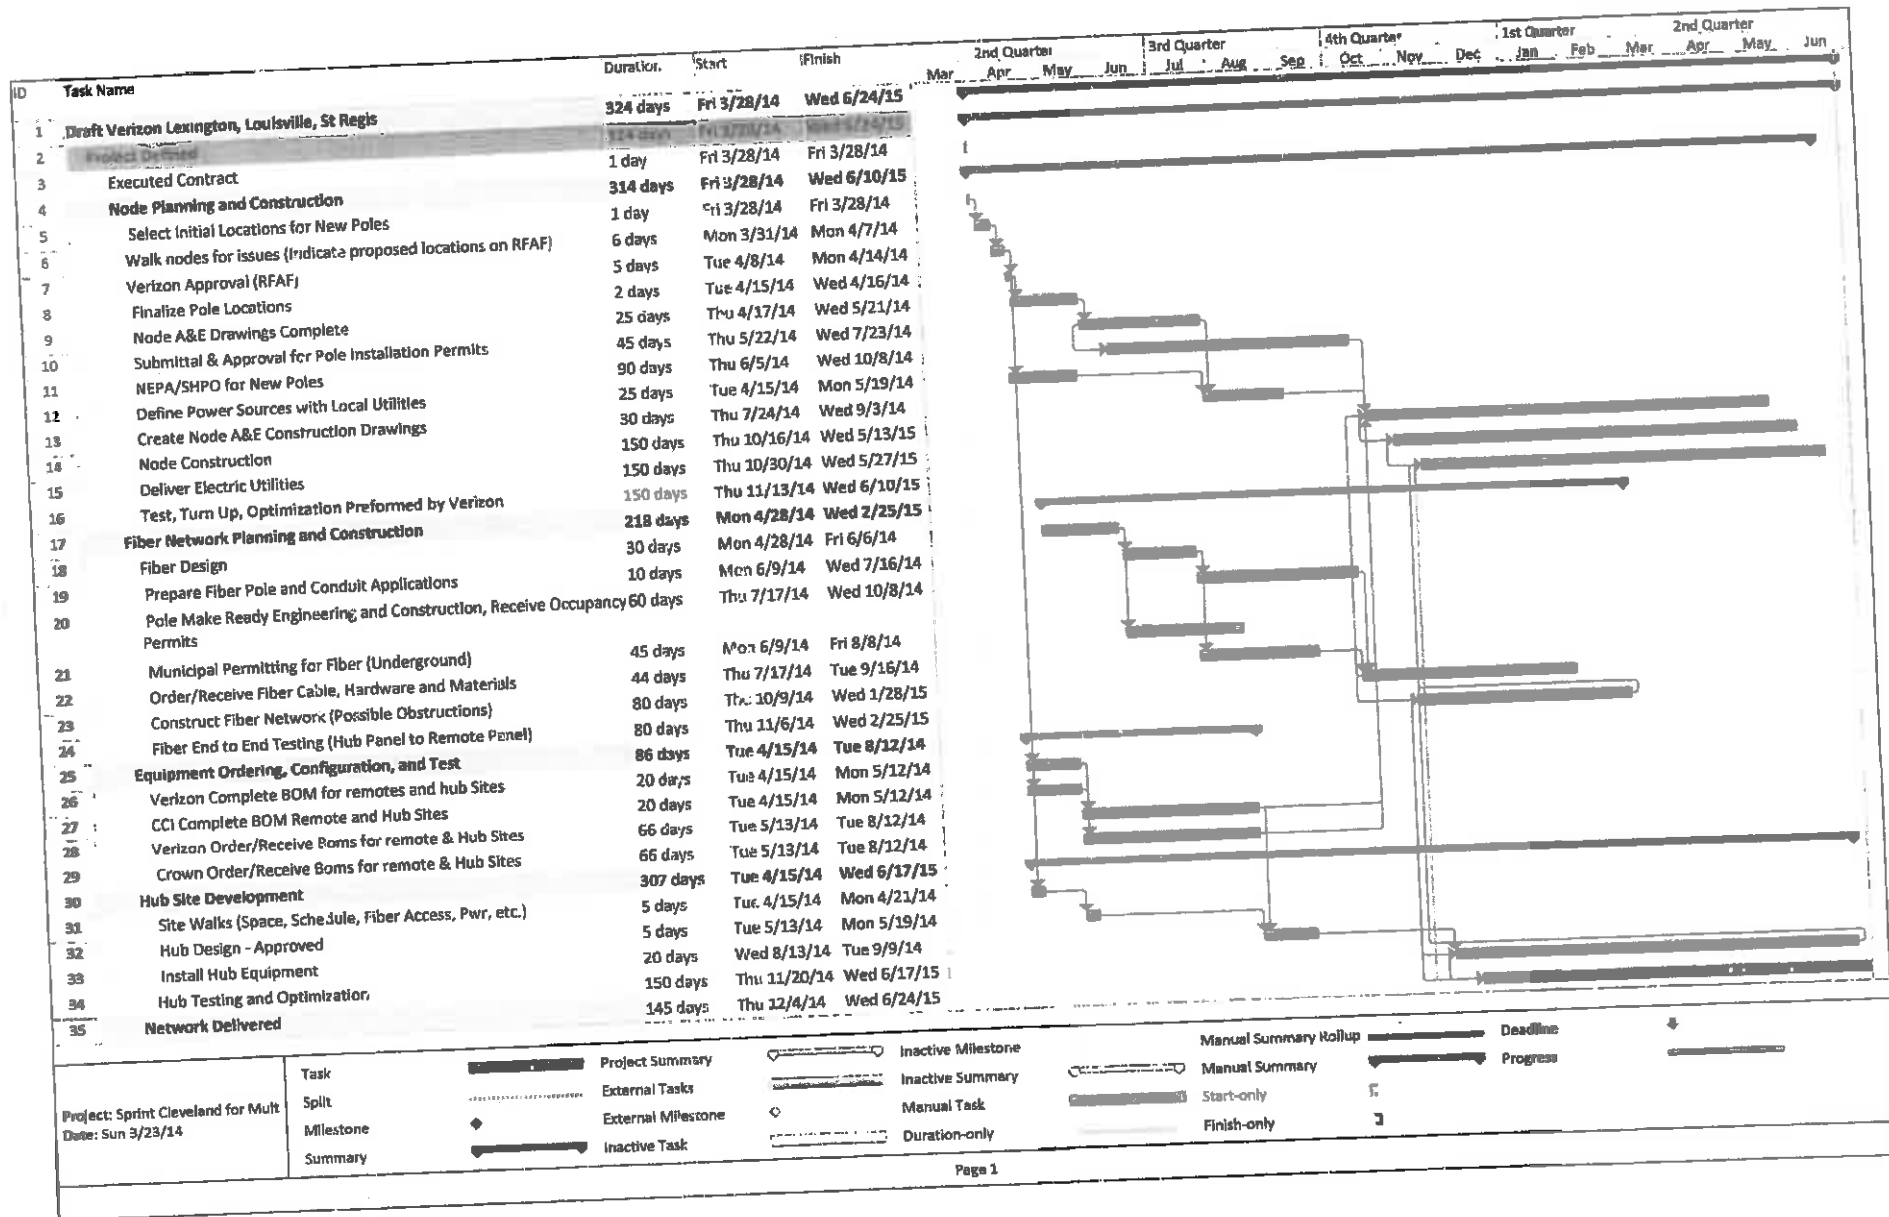 2nd Quarter 3rd Quarter 4th Quarter 1st Quarter 2nd Quarter
ID Task Name Duration Start Finish Mar Apr May Jun Jul Aug Sep Oct Nov Dec Jan Feb Mar Apr May Jun
1 Draft Verizon Lexington, Louisville, St Regis 324 days Fri 3/28/14 Wed 6/24/15
2 Project Defined 324 days Fri 3/28/14 Wed 6/24/15
3 Executed Contract 1 day Fri 3/28/14 Fri 3/28/14
4 Node Planning and Construction 314 days Fri 3/28/14 Wed 6/10/15
5 Select Initial Locations for New Poles 1 day Fri 3/28/14 Fri 3/28/14
6 Walk nodes for issues (Indicate proposed locations on RFAF) 6 days Mon 3/31/14 Mon 4/7/14
7 Verizon Approval (RFAF) 5 days Tue 4/8/14 Mon 4/14/14
8 Finalize Pole Locations 2 days Tue 4/15/14 Wed 4/16/14
9 Node A&E Drawings Complete 25 days Thu 4/17/14 Wed 5/21/14
10 Submittal & Approval for Pole Installation Permits 45 days Thu 5/22/14 Wed 7/23/14
11 NEPA/SHPO for New Poles 90 days Thu 6/5/14 Wed 10/8/14
12 Define Power Sources with Local Utilities 25 days Tue 4/15/14 Mon 5/19/14
13 Create Node A&E Construction Drawings 30 days Thu 7/24/14 Wed 9/3/14
14 Node Construction 150 days Thu 10/16/14 Wed 5/13/15
15 Deliver Electric Utilities 150 days Thu 10/30/14 Wed 5/27/15
16 Test, Turn Up, Optimization Preformed by Verizon 150 days Thu 11/13/14 Wed 6/10/15
17 Fiber Network Planning and Construction 218 days Mon 4/28/14 Wed 2/25/15
18 Fiber Design 30 days Mon 4/28/14 Fri 6/6/14
19 Prepare Fiber Pole and Conduit Applications 10 days Mon 6/9/14 Wed 7/16/14
20 Pole Make Ready Engineering and Construction, Receive Occupancy 60 days Thu 7/17/14 Wed 10/8/14
Permits
21 Municipal Permitting for Fiber (Underground) 45 days Mon 6/9/14 Fri 8/8/14
22 Order/Receive Fiber Cable, Hardware and Materials 44 days Thu 7/17/14 Tue 9/16/14
23 Construct Fiber Network (Possible Obstructions) 80 days Thu 10/9/14 Wed 1/28/15
24 Fiber End to End Testing (Hub Panel to Remote Panel) 80 days Thu 11/6/14 Wed 2/25/15
25 Equipment Ordering, Configuration, and Test 86 days Tue 4/15/14 Tue 8/12/14
26 Verizon Complete BOM for remotes and hub Sites 20 days Tue 4/15/14 Mon 5/12/14
27 CCI Complete BOM Remote and Hub Sites 20 days Tue 4/15/14 Mon 5/12/14
28 Verizon Order/Receive Boms for remote & Hub Sites 66 days Tue 5/13/14 Tue 8/12/14
29 Crown Order/Receive Boms for remote & Hub Sites 66 days Tue 5/13/14 Tue 8/12/14
30 Hub Site Development 307 days Tue 4/15/14 Wed 6/17/15
31 Site Walks (Space, Schedule, Fiber Access, Pwr, etc.) 5 days Tue 4/15/14 Mon 4/21/14
32 Hub Design - Approved 5 days Tue 5/13/14 Mon 5/19/14
33 Install Hub Equipment 20 days Wed 8/13/14 Tue 9/9/14
34 Hub Testing and Optimization 150 days Thu 11/20/14 Wed 6/17/15
35 Network Delivered 145 days Thu 12/4/14 Wed 6/24/15
Project: Sprint Cleveland for Mult
Date: Sun 3/23/14
Task Project Summary Inactive Milestone Manual Summary Rollup Deadline
Split External Tasks Inactive Summary Manual Summary Progress
Milestone External Milestone Manual Task Start-only
Summary Inactive Task Duration-only Finish-only
Page 1